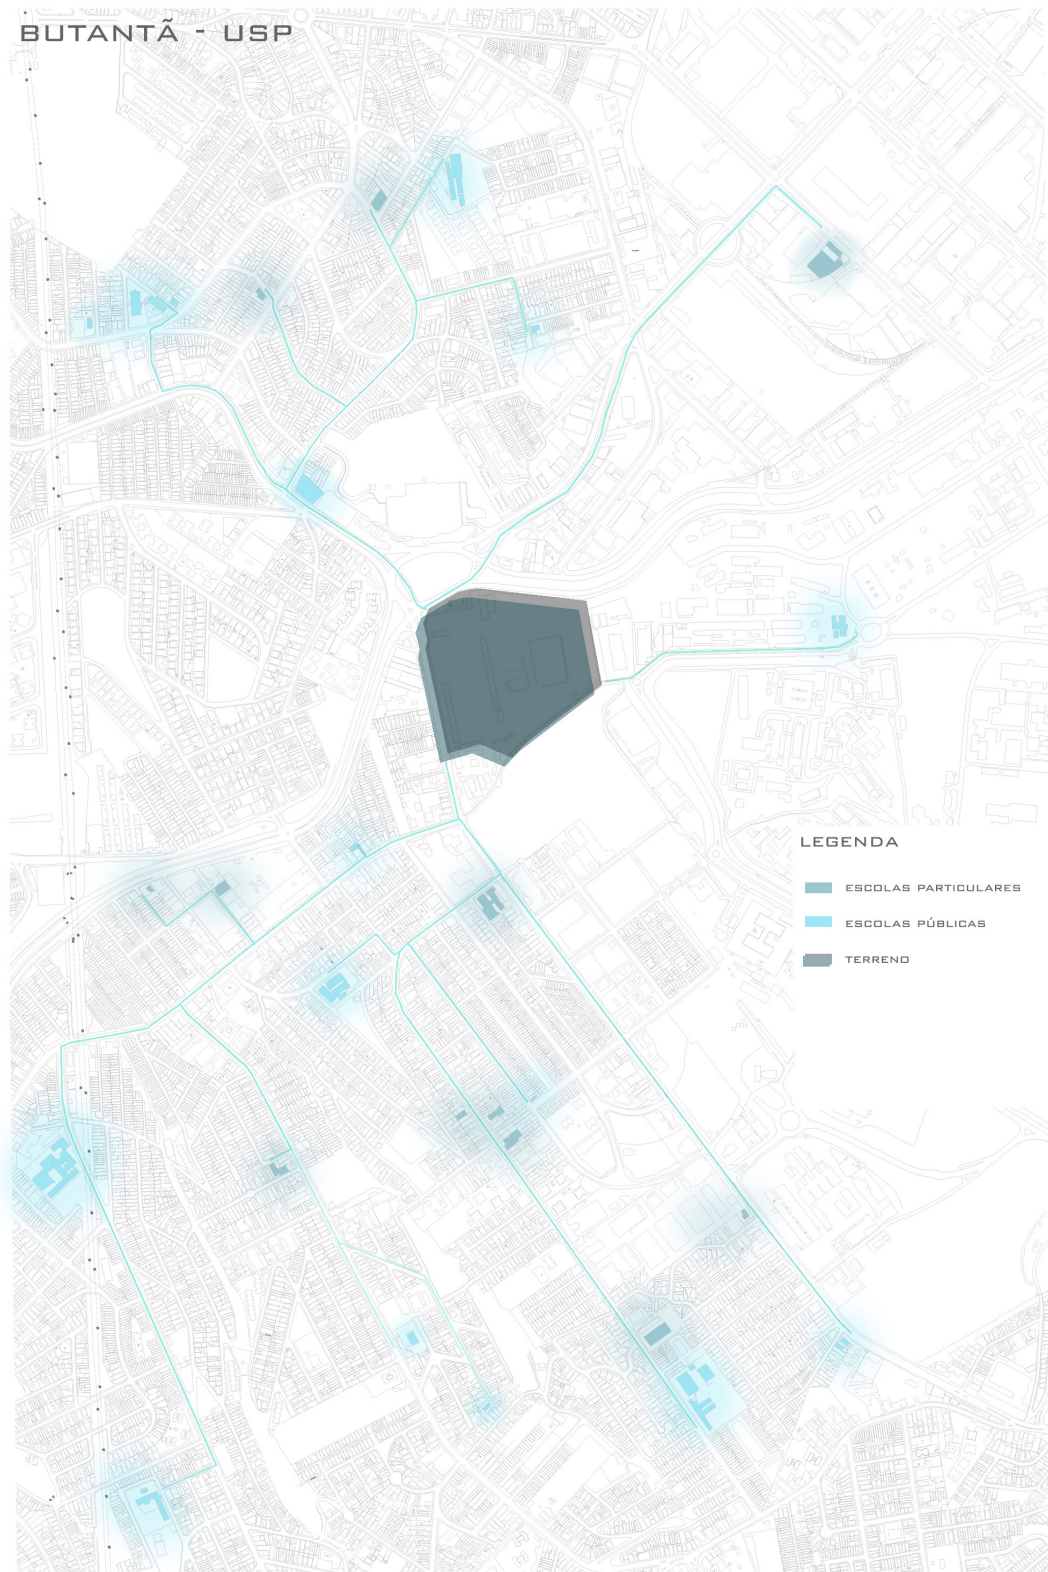 BUTANTÃ - USP
LEGENDA
ESCOLAS PARTICULARES
ESCOLAS PÚBLICAS
TERRENO